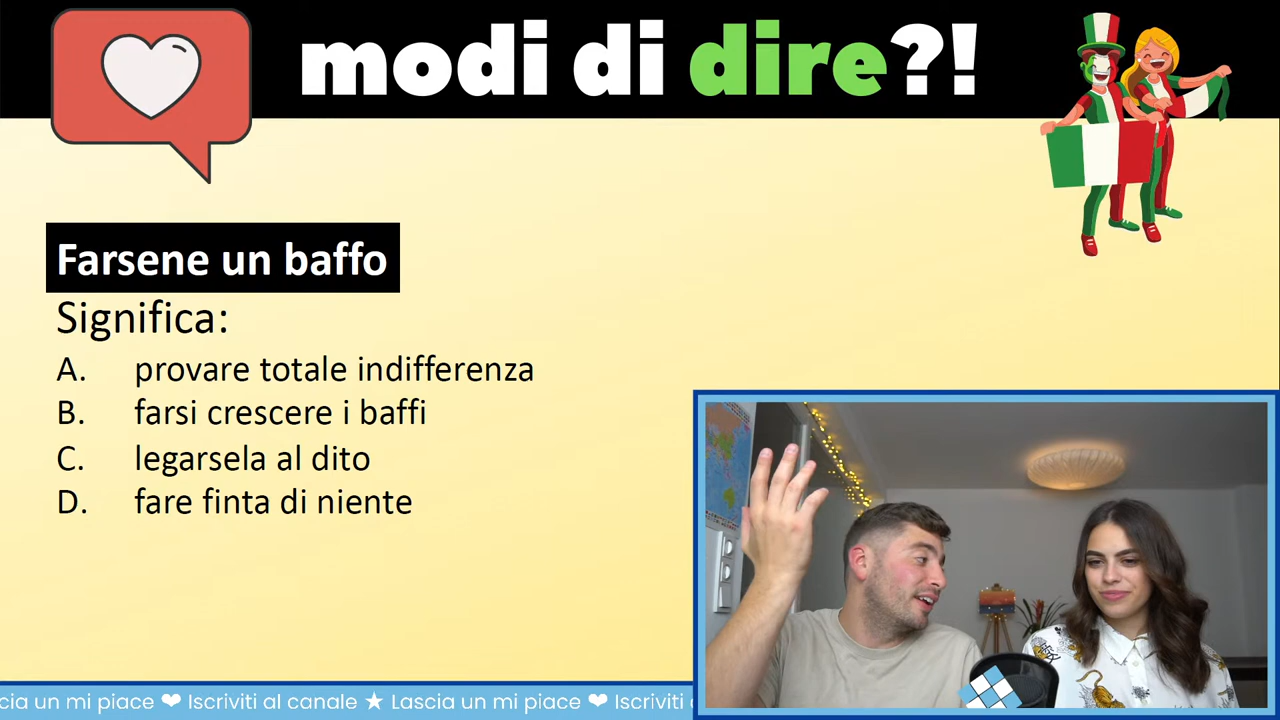 modi di dire?!
Farsene un baffo
Significa:
A. provare totale indifferenza
B. farsi crescere i baffi
C. legarsela al dito
D. fare finta di niente
cia un mi piace ❤ Iscriviti al canale ★ Lascia un mi piace ❤ Iscriviti